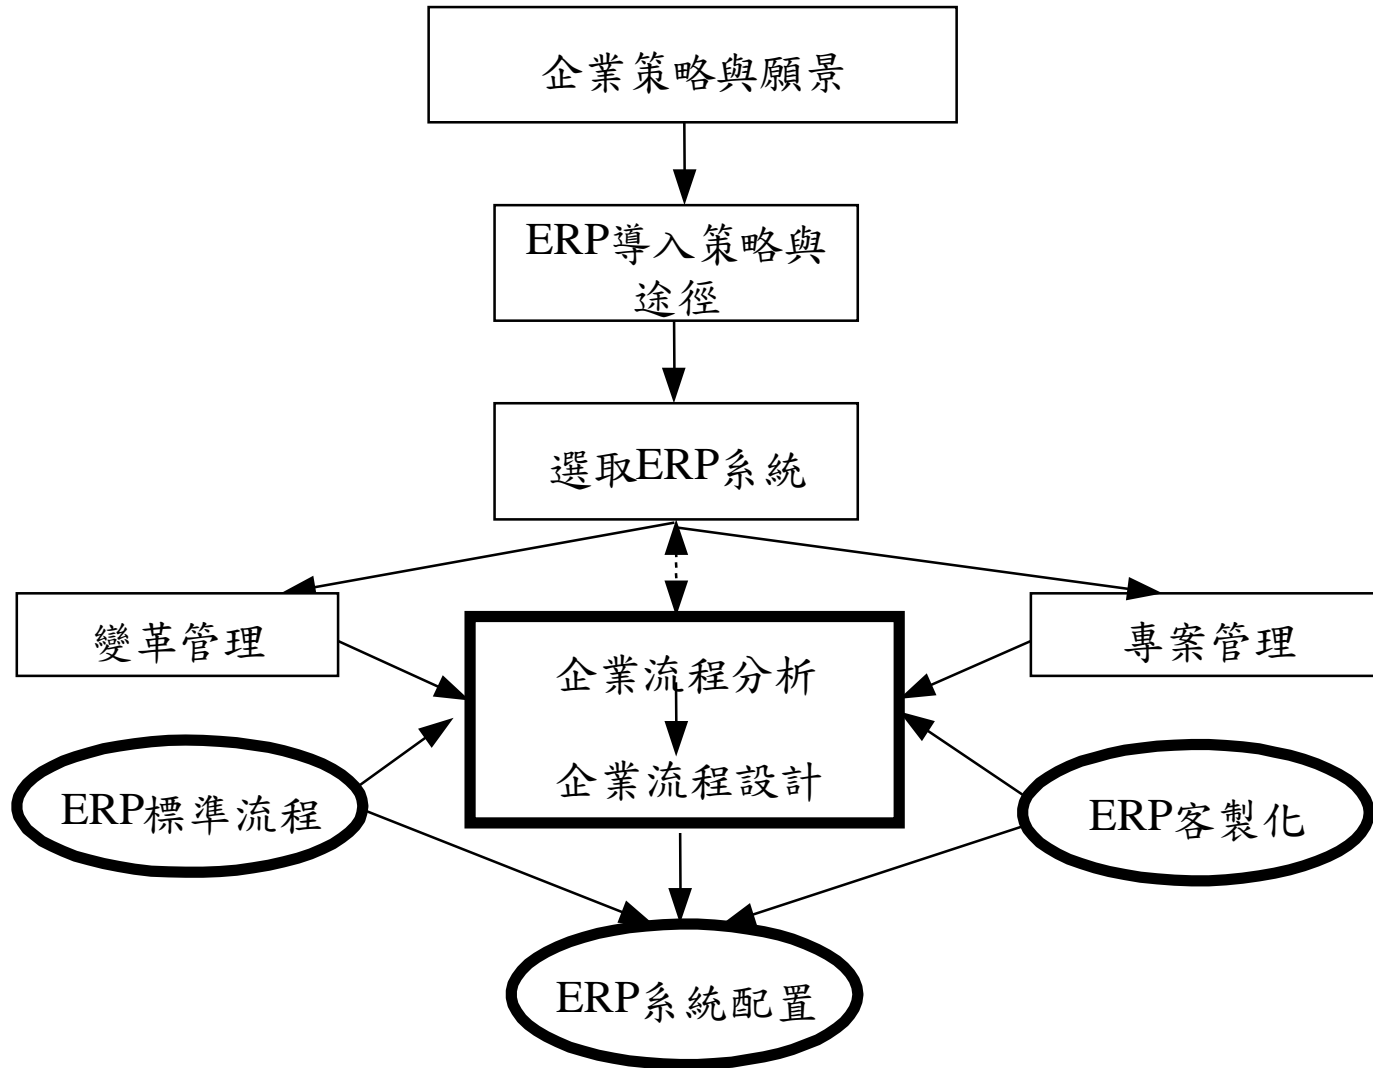 企業策略與願景
ERP導入策略與
途徑
選取ERP系統
變革管理
專案管理
企業流程分析
企業流程設計
ERP標準流程
ERP客製化
ERP系統配置